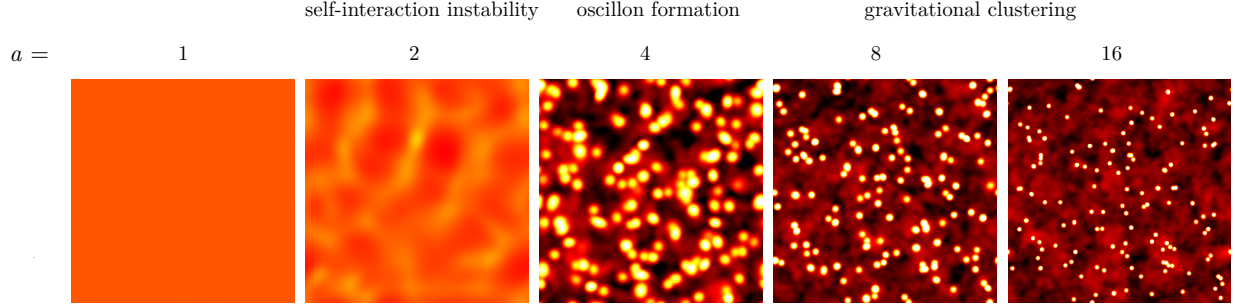 self-interaction instability oscillon formation gravitational clustering
a = 1 2 4 8 16